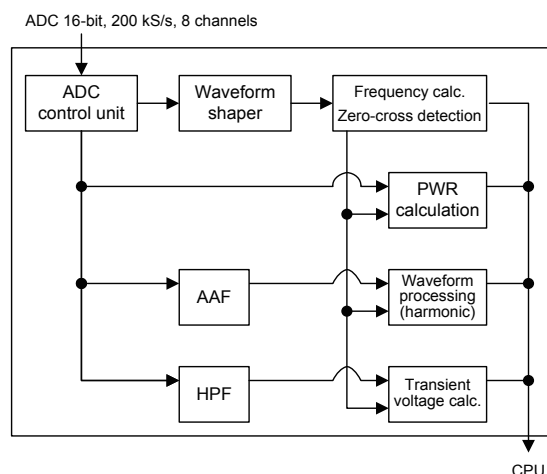 ADC 16-bit, 200 kS/s, 8 channels
ADC
control unit
Waveform
shaper
Frequency calc.
Zero-cross detection
PWR
calculation
AAF
Waveform
processing
(harmonic)
HPF
Transient
voltage calc.
CPU